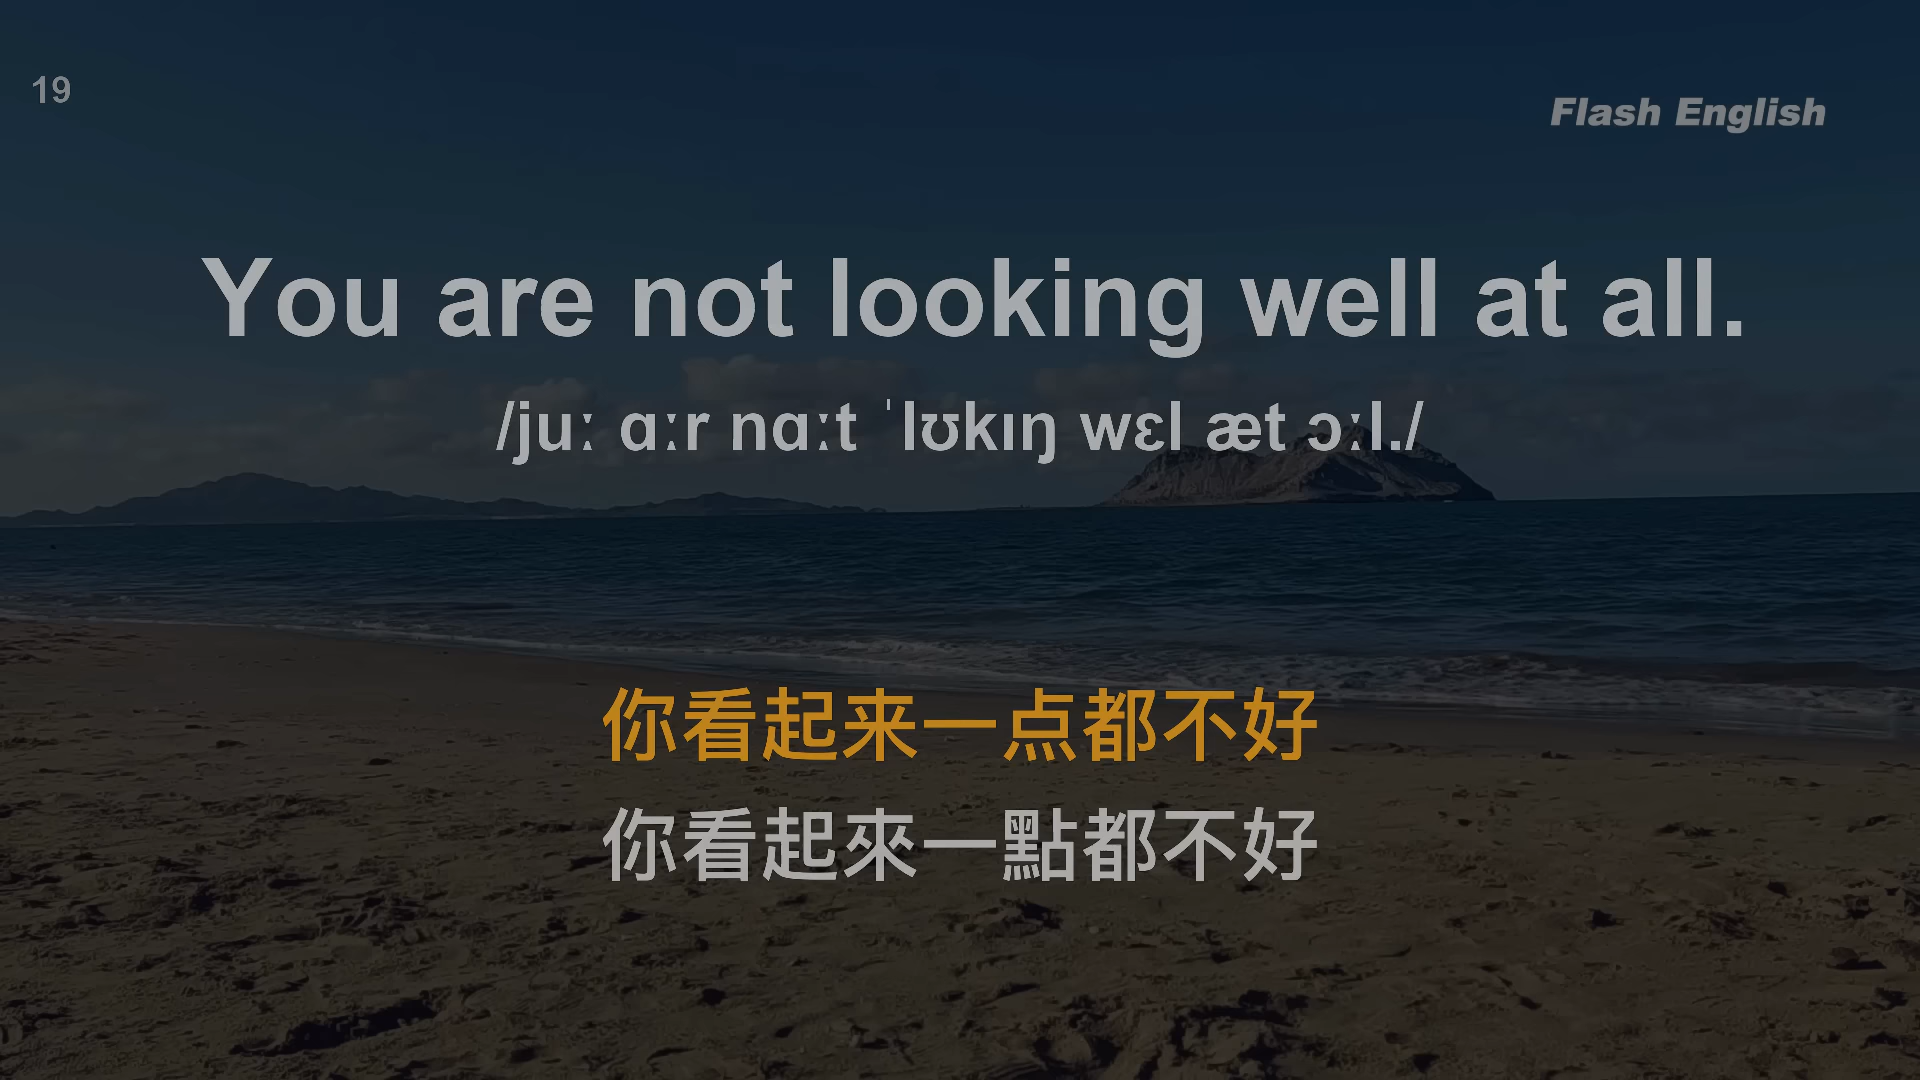 19
Flash English
You are not looking well at all.
/juː ɑːr nɑːt ˈlʊkɪŋ wɛl æt ɔːl./
你看起来一点都不好
你看起來一點都不好